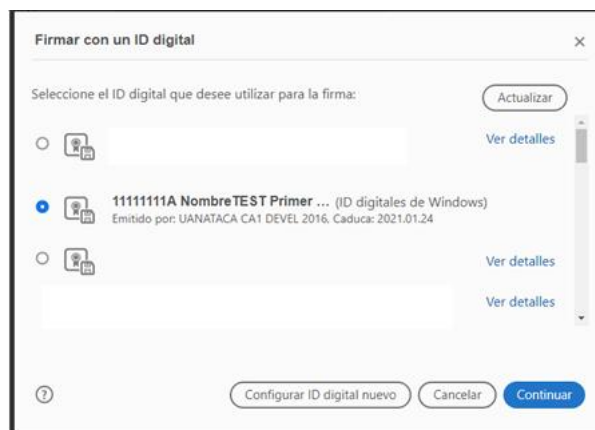 Firmar con un ID digital
Seleccione el ID digital que desee utilizar para la firma:
Actualizar
Ver detalles
11111111A NombreTEST Primer ... (ID digitales de Windows)
Emitido por: UANATACA CA1 DEVEL 2016, Caduca: 2021.01.24
Ver detalles
Ver detalles
Configurar ID digital nuevo
Cancelar
Continuar